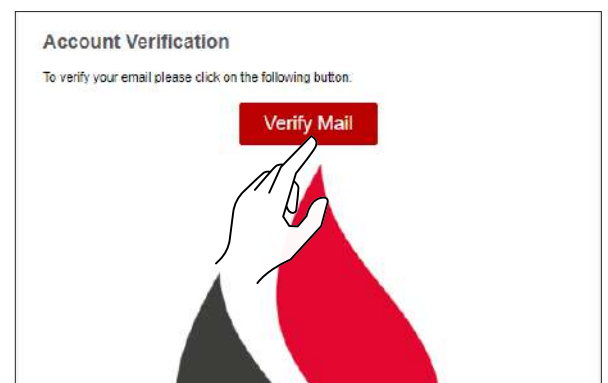 Account Verification
To verify your email please click on the following button.
Verify Mail